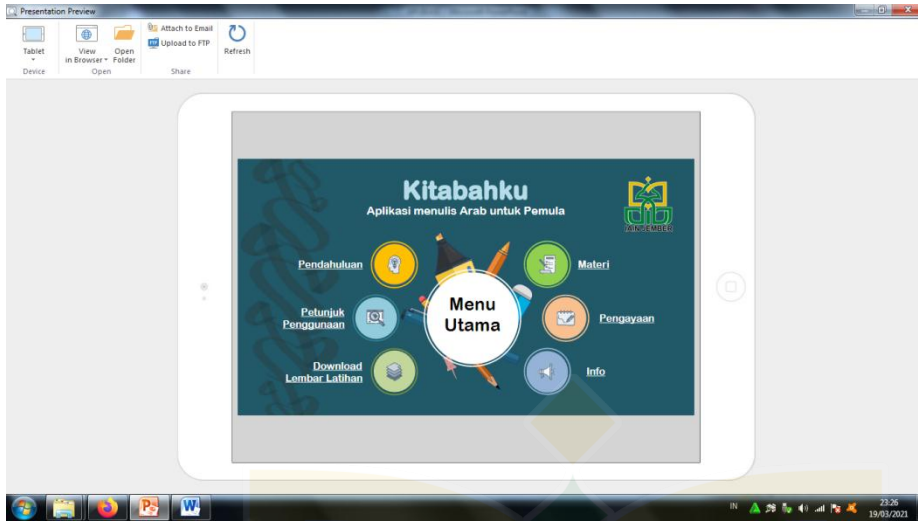 Presentation Preview
Tablet
View in Browser
Open Folder
Attach to Email
Upload to FTP
Refresh
Device
Open
Share
Kitabahku
Aplikasi menulis Arab untuk Pemula
IAIN JEMBER
Pendahuluan
Materi
Petunjuk
Penggunaan
Menu
Utama
Pengayaan
Download
Lembar Latihan
Info
IN
23:26
19/03/2021